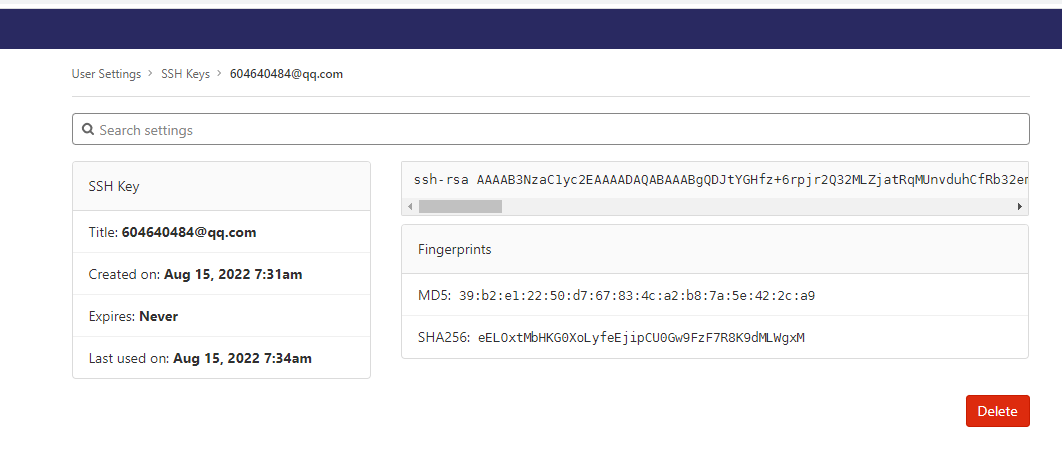 User Settings > SSH Keys > 604640484@qq.com
Search settings
SSH Key
Title: 604640484@qq.com
Created on: Aug 15, 2022 7:31am
Expires: Never
Last used on: Aug 15, 2022 7:34am
ssh-rsa AAAAB3NzaC1yc2EAAAADAQABAAABgQDJtYGHfz+6rpjr2Q32MLZjatRqMUnvduhCfRb32er
Fingerprints
MD5: 39:b2:e1:22:50:d7:67:83:4c:a2:b8:7a:5e:42:2c:a9
SHA256: eELOxtMbHKG0XoLyfeEjipCU0Gw9FzF7R8K9dMLWgxM
Delete